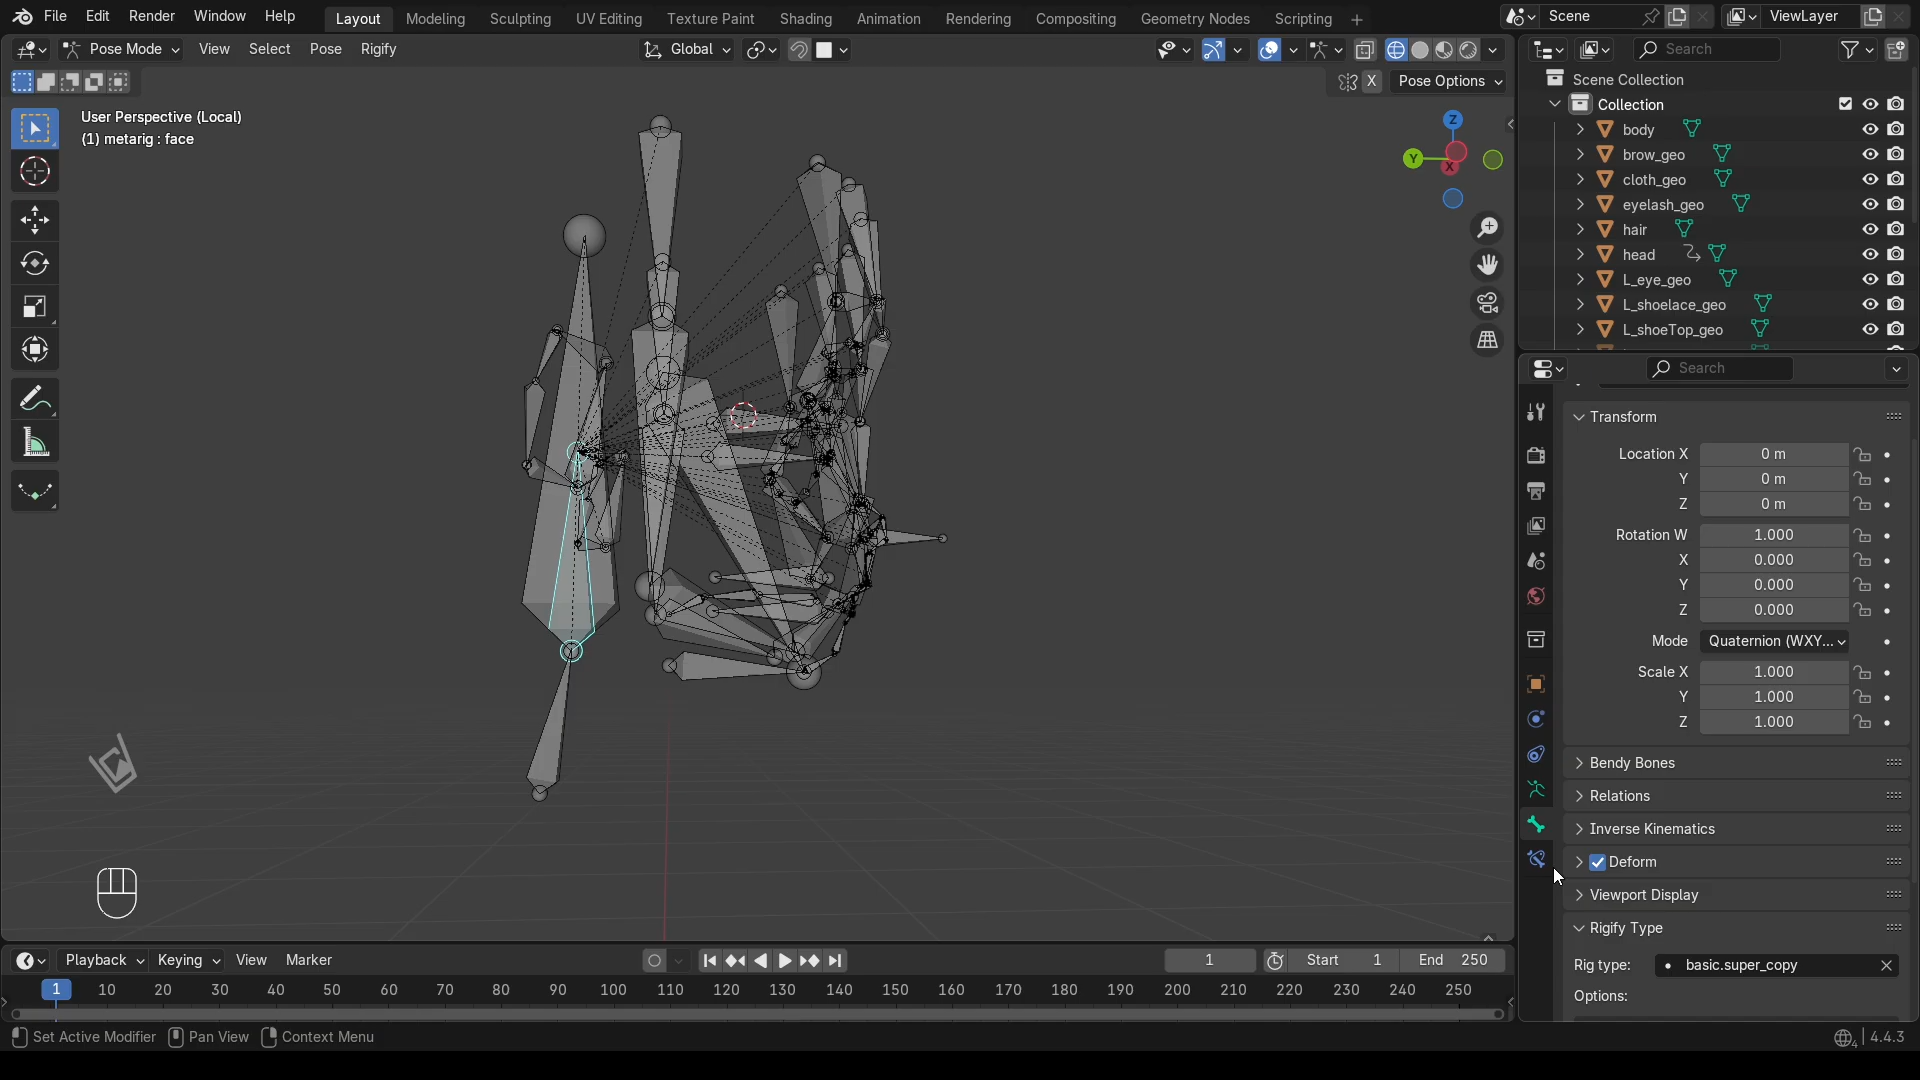 File Edit Render Window Help Layout Modeling Sculpting UV Editing Texture Paint Shading Animation Rendering Compositing Geometry Nodes Scripting + Scene ViewLayer
Pose Mode View Select Pose Rigify Global Search
X Pose Options
User Perspective (Local)
(1) metarig : face
Z
Y
X
Scene Collection
Collection
body
brow_geo
cloth_geo
eyelash_geo
hair
head
L_eye_geo
L_shoelace_geo
L_shoeTop_geo
Search
Transform
Location X 0 m
Y 0 m
Z 0 m
Rotation W 1.000
X 0.000
Y 0.000
Z 0.000
Mode Quaternion (WXY...
Scale X 1.000
Y 1.000
Z 1.000
Bendy Bones
Relations
Inverse Kinematics
Deform
Viewport Display
Rigify Type
Rig type: basic.super_copy
Options:
Playback Keying View Marker 1 Start 1 End 250
1 10 20 30 40 50 60 70 80 90 100 110 120 130 140 150 160 170 180 190 200 210 220 230 240 250
Set Active Modifier Pan View Context Menu 4 4.4.3